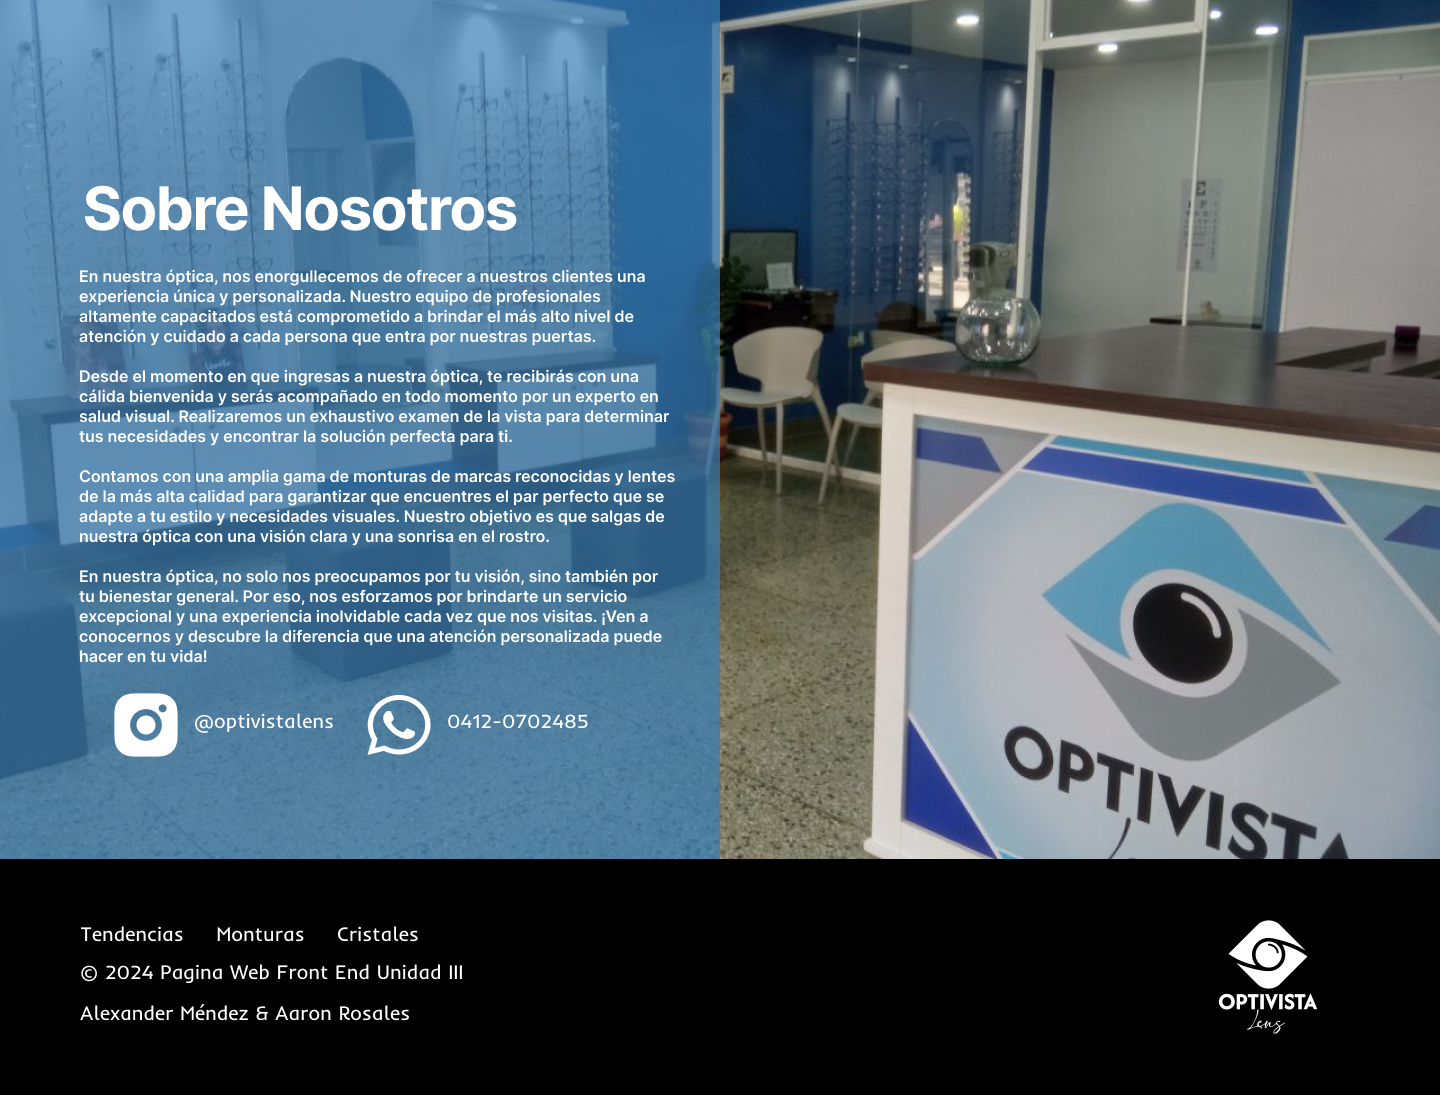 Sobre Nosotros
En nuestra óptica, nos enorgullecemos de ofrecer a nuestros clientes una
experiencia única y personalizada. Nuestro equipo de profesionales
altamente capacitados está comprometido a brindar el más alto nivel de
atención y cuidado a cada persona que entra por nuestras puertas.
Desde el momento en que ingresas a nuestra óptica, te recibirás con una
cálida bienvenida y serás acompañado en todo momento por un experto en
salud visual. Realizaremos un exhaustivo examen de la vista para determinar
tus necesidades y encontrar la solución perfecta para ti.
Contamos con una amplia gama de monturas de marcas reconocidas y lentes
de la más alta calidad para garantizar que encuentres el par perfecto que se
adapte a tu estilo y necesidades visuales. Nuestro objetivo es que salgas de
nuestra óptica con una visión clara y una sonrisa en el rostro.
En nuestra óptica, no solo nos preocupamos por tu visión, sino también por
tu bienestar general. Por eso, nos esforzamos por brindarte un servicio
excepcional y una experiencia inolvidable cada vez que nos visitas. ¡Ven a
conocernos y descubre la diferencia que una atención personalizada puede
hacer en tu vida!
@optivistalens
0412-0702485
OPTIVISTA
Tendencias Monturas Cristales
© 2024 Pagina Web Front End Unidad III
Alexander Méndez & Aaron Rosales
OPTIVISTA
Lens